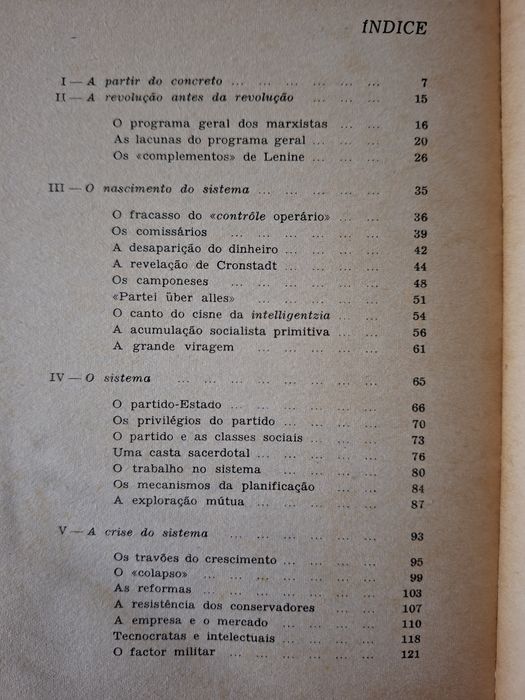 ÍNDICE
I — A partir do concreto ... ... ... ... ... ... 7
II — A revolução antes da revolução ... ... ... 15
O programa geral dos marxistas ... ... 16
As lacunas do programa geral ... ... ... 20
Os «complementos» de Lenine ... ... ... 26
III — O nascimento do sistema ... ... ... ... ... 35
O fracasso do «contrôle operário» ... ... 36
Os comissários ... ... ... ... ... ... 39
A desaparição do dinheiro ... ... ... ... 42
A revelação de Cronstadt ... ... ... ... 44
Os camponeses ... ... ... ... ... ... 48
«Partei über alles» ... ... ... ... ... 51
O canto do cisne da intelligentzia ... ... 54
A acumulação socialista primitiva ... ... 56
A grande viragem ... ... ... ... ... 61
IV — O sistema ... ... ... ... ... ... ... ... 65
O partido-Estado ... ... ... ... ... ... 66
Os privilégios do partido ... ... ... ... 70
O partido e as classes sociais ... ... ... 73
Uma casta sacerdotal ... ... ... ... ... 76
O trabalho no sistema ... ... ... ... 80
Os mecanismos da planificação ... ... 84
A exploração mútua ... ... ... ... ... 87
V — A crise do sistema ... ... ... ... ... ... 93
Os travões do crescimento ... ... ... ... 95
O «colapso» ... ... ... ... ... ... ... 99
As reformas ... ... ... ... ... ... ... 103
A resistência dos conservadores ... ... 107
A empresa e o mercado ... ... ... ... 110
Tecnocratas e intelectuais ... ... ... ... 118
O factor militar ... ... ... ... ... ... 121